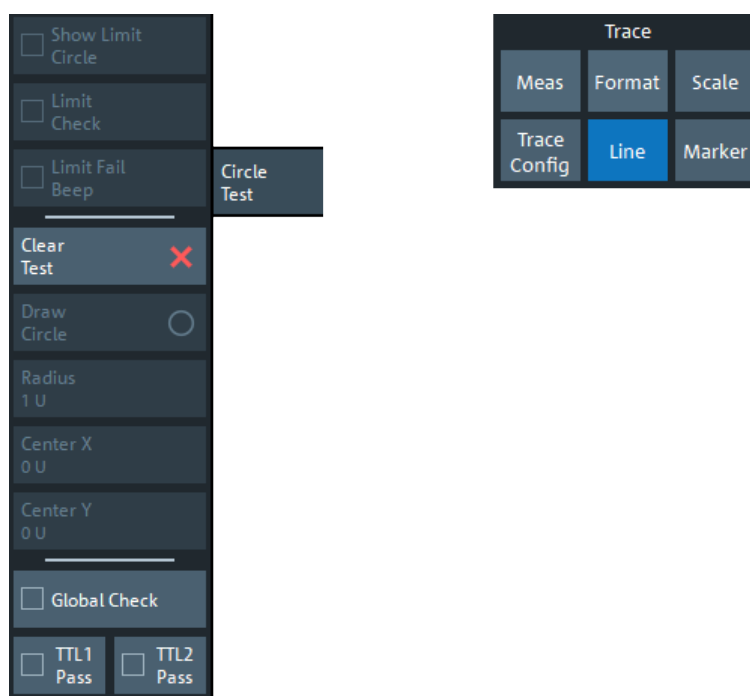 Show Limit
Circle
Limit
Check
Limit Fail
Beep
Circle
Test
Clear
Test
Draw
Circle
Radius
1 U
Center X
0 U
Center Y
0 U
Global Check
TTL1
Pass
TTL2
Pass
Trace
Meas
Format
Scale
Trace
Config
Line
Marker